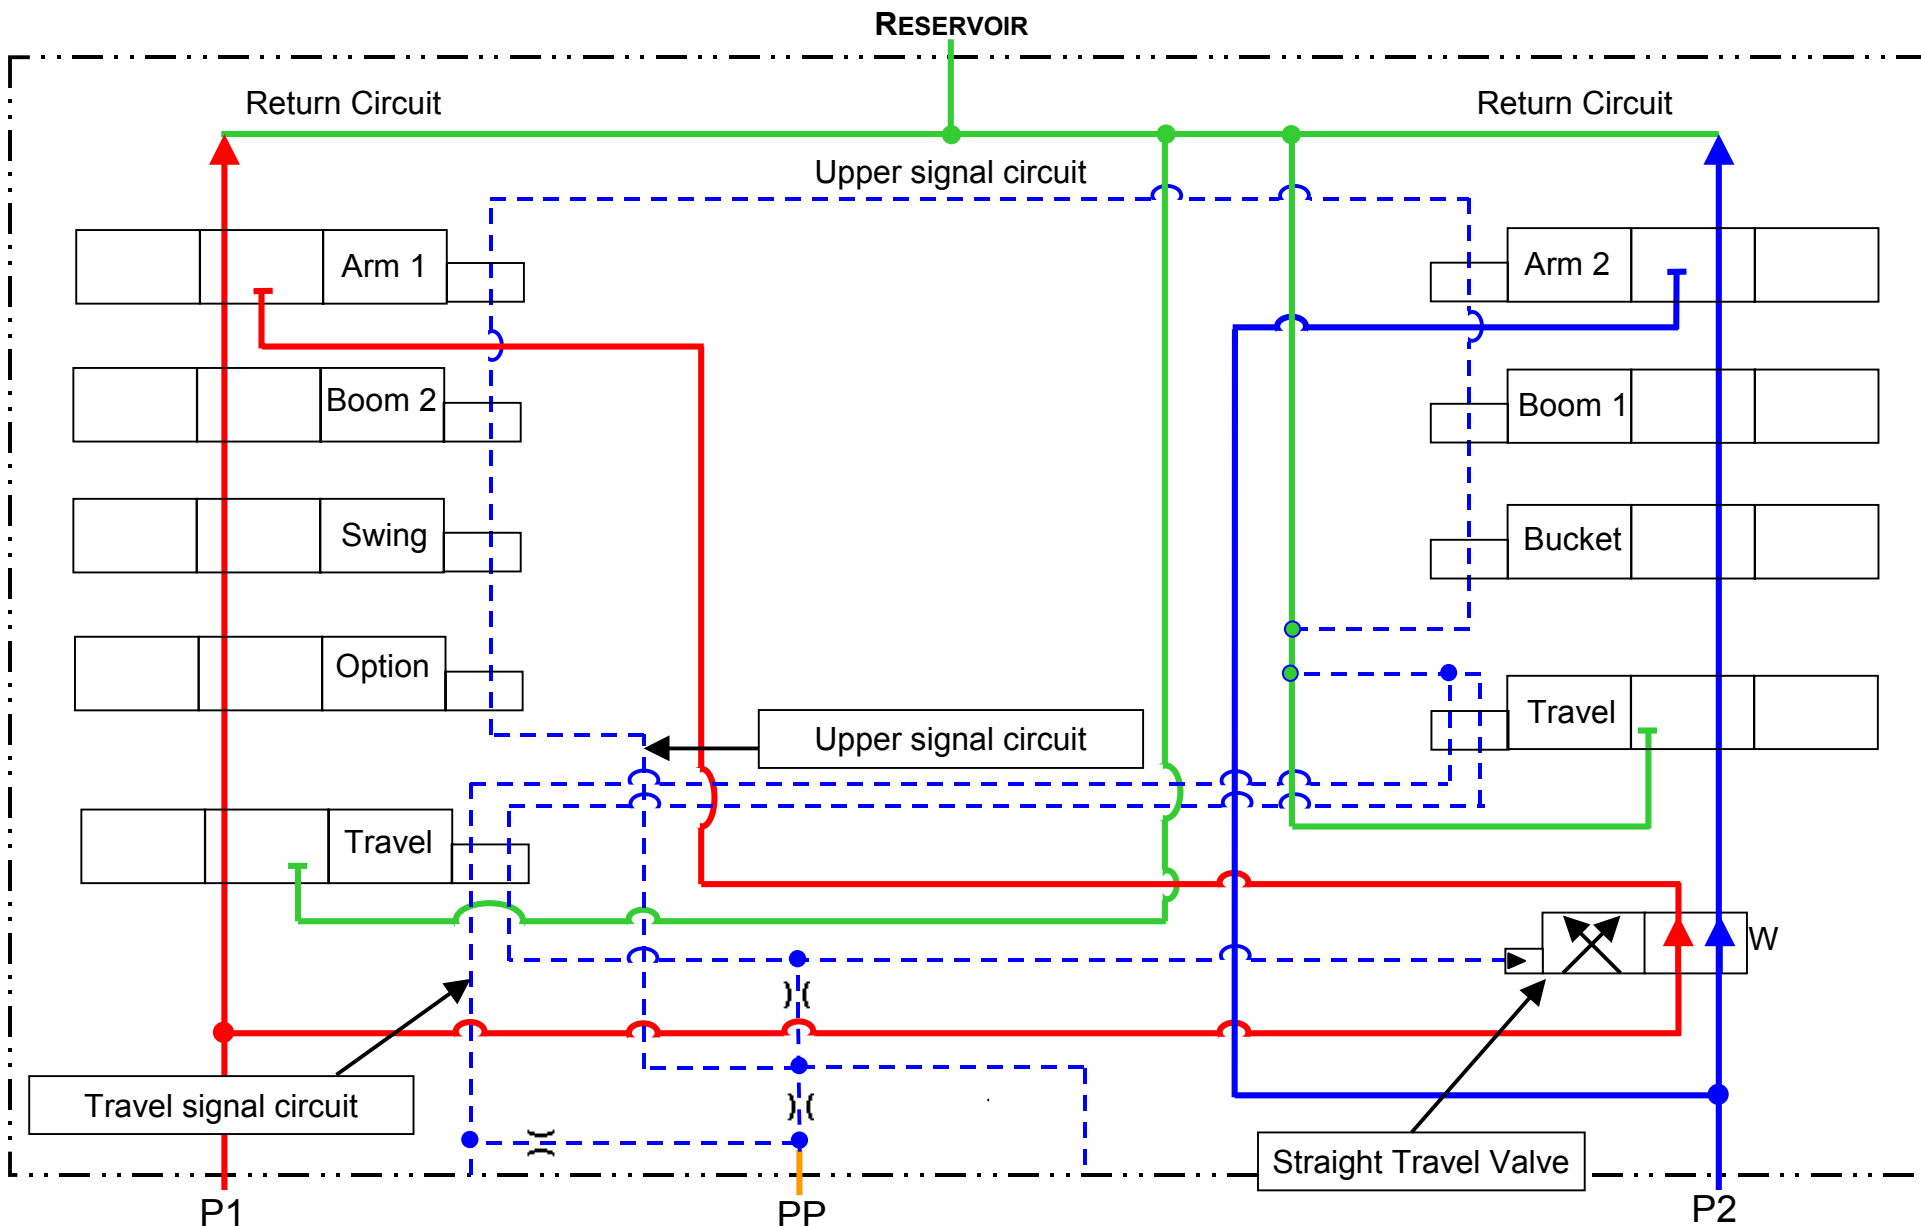 RESERVOIR
Return Circuit
Return Circuit
Upper signal circuit
Arm 1
Arm 2
Boom 2
Boom 1
Swing
Bucket
Option
Travel
Upper signal circuit
Travel
W
Travel signal circuit
Straight Travel Valve
P1
PP
P2